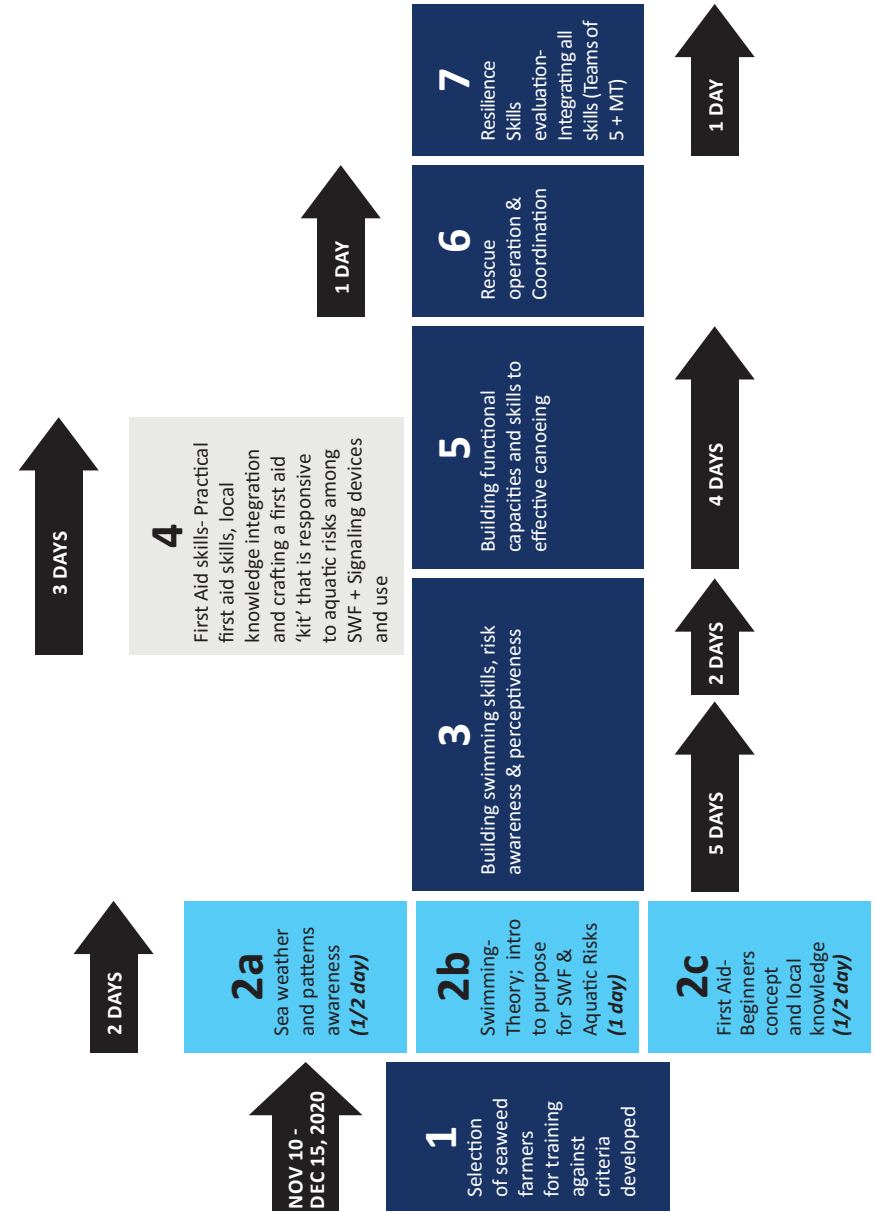 NOV 10 -
DEC 15, 2020
1
Selection
of seaweed
farmers
for training
against
criteria
developed
2 DAYS
2a
Sea weather
and patterns
awareness
(1/2 day)
2b
Swimming-
Theory; intro
to purpose
for SWF &
Aquatic Risks
(1 day)
2c
First Aid-
Beginners
concept
and local
knowledge
(1/2 day)
3
Building swimming skills, risk
awareness & perceptiveness
5 DAYS
2 DAYS
3 DAYS
4
First Aid skills- Practical
first aid skills, local
knowledge integration
and crafting a first aid
‘kit’ that is responsive
to aquatic risks among
SWF + Signaling devices
and use
5
Building functional
capacities and skills to
effective canoeing
4 DAYS
1 DAY
6
Rescue
operation &
Coordination
7
Resilience
Skills
evaluation-
Integrating all
skills (Teams of
5 + MT)
1 DAY